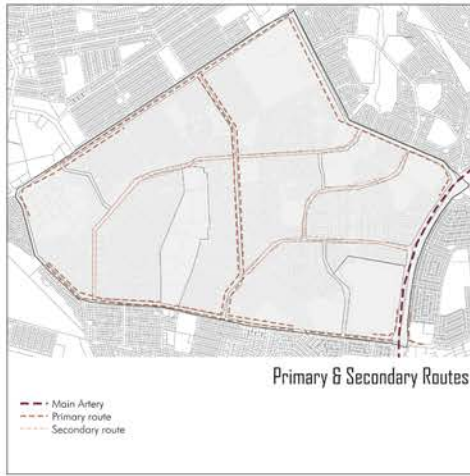 Primary & Secondary Routes
Main Artery
Primary route
Secondary route